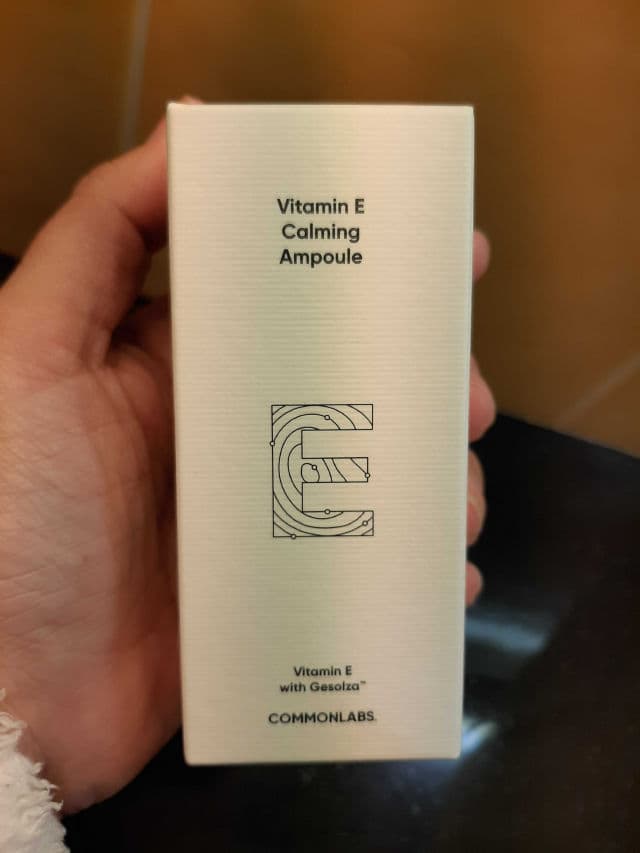 Vitamin E
Calming
Ampoule
E
Vitamin E
with Gesolza™
COMMONLABS.